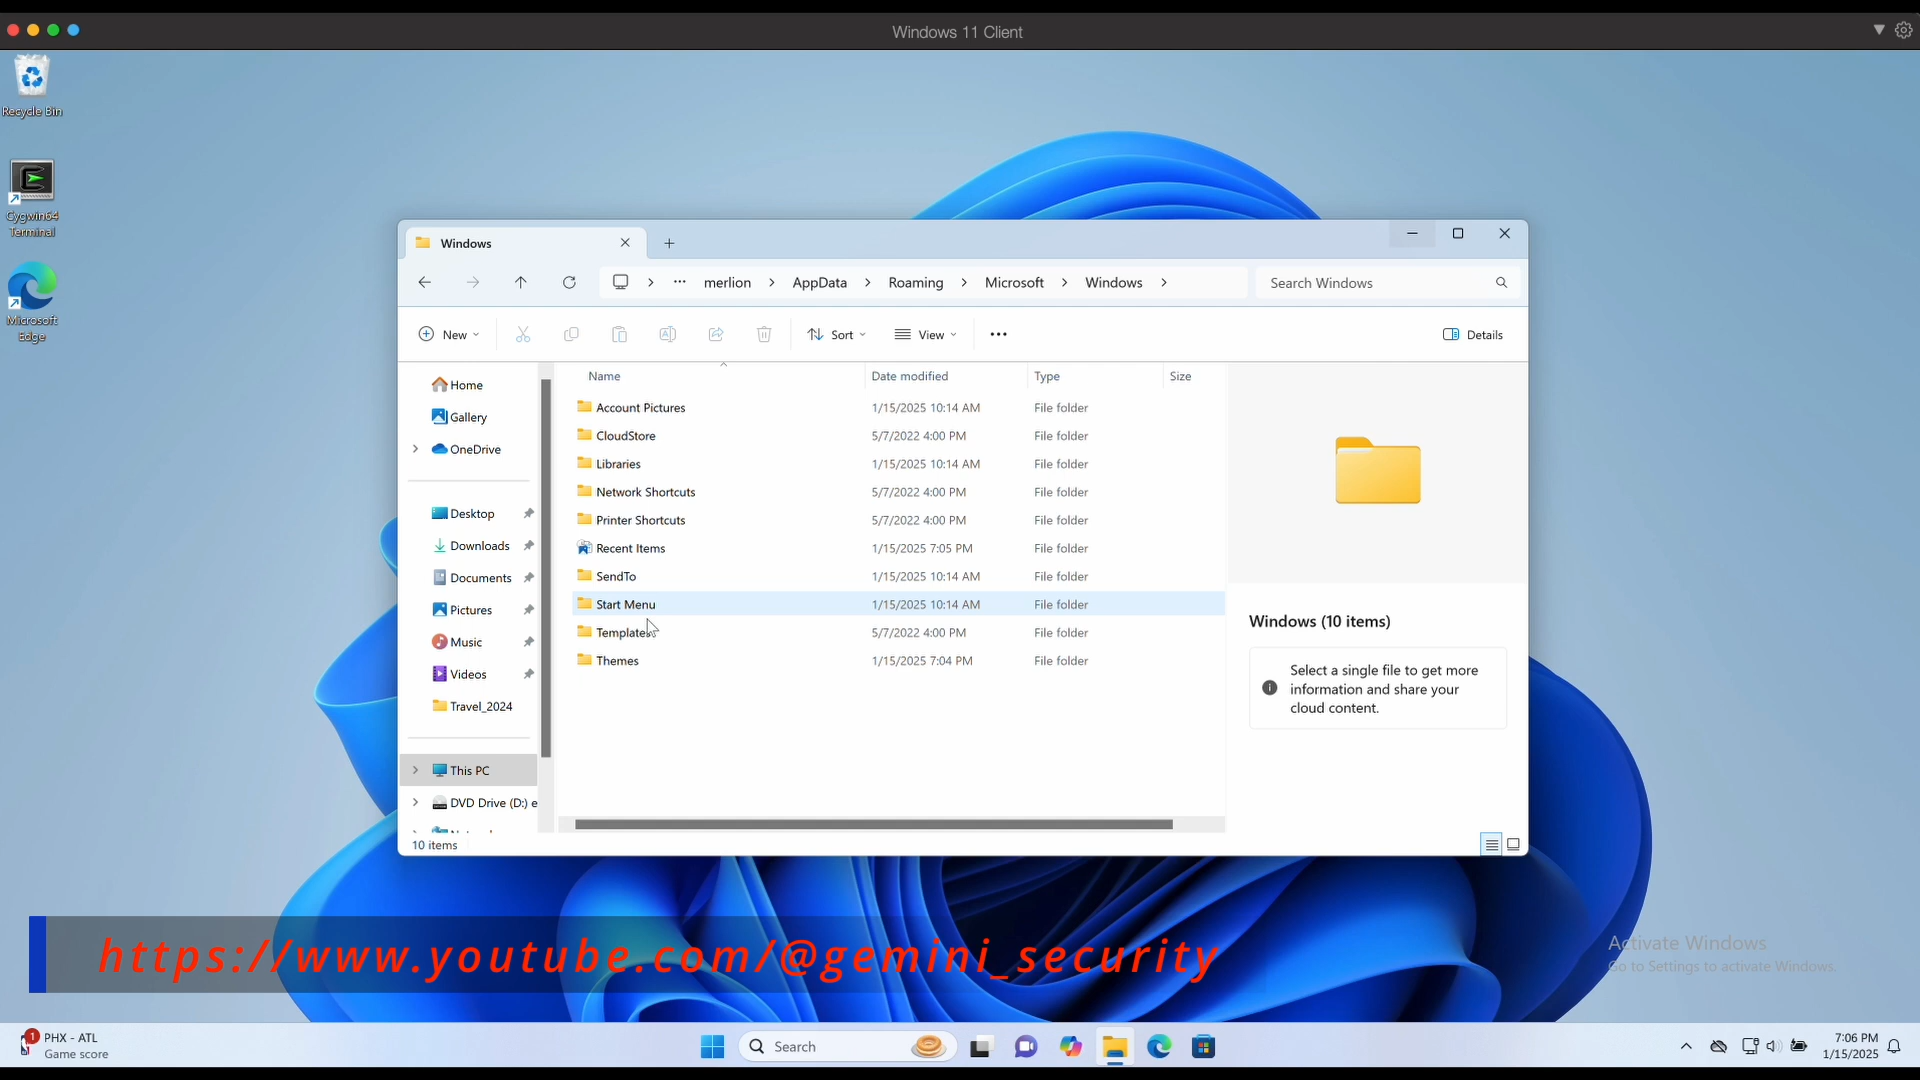 Windows 11 Client
Recycle Bin
Cygwin64
Terminal
Microsoft
Edge
Windows
merlion > AppData > Roaming > Microsoft > Windows >
Search Windows
New
Sort
View
Details
Home
Gallery
OneDrive
Desktop
Downloads
Documents
Pictures
Music
Videos
Travel_2024
This PC
DVD Drive (D:) e
Name Date modified Type Size
Account Pictures 1/15/2025 10:14 AM File folder
CloudStore 5/7/2022 4:00 PM File folder
Libraries 1/15/2025 10:14 AM File folder
Network Shortcuts 5/7/2022 4:00 PM File folder
Printer Shortcuts 5/7/2022 4:00 PM File folder
Recent Items 1/15/2025 7:05 PM File folder
SendTo 1/15/2025 10:14 AM File folder
Start Menu 1/15/2025 10:14 AM File folder
Templates 5/7/2022 4:00 PM File folder
Themes 1/15/2025 7:04 PM File folder
Windows (10 items)
Select a single file to get more
information and share your
cloud content.
10 items
https://www.youtube.com/@gemini_security
Activate Windows
Go to Settings to activate Windows.
1
PHX - ATL
Game score
Search
7:06 PM
1/15/2025